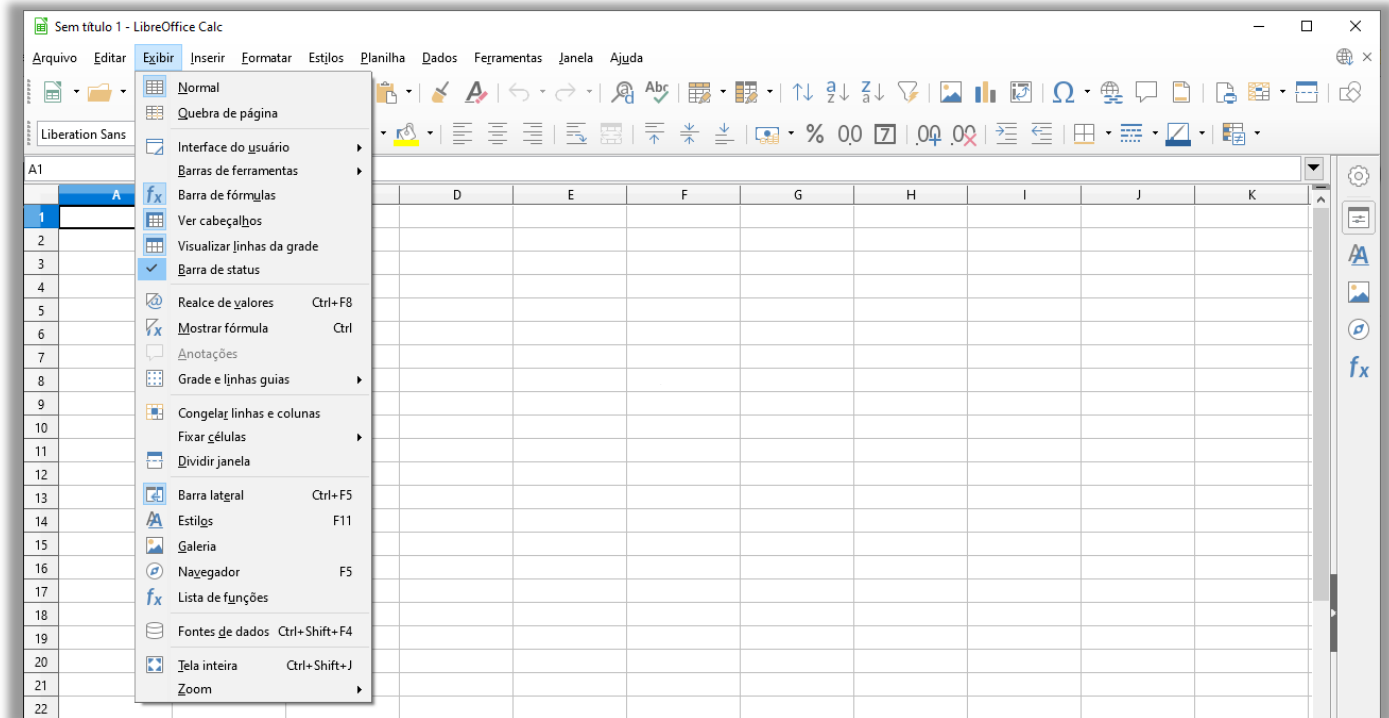 Sem título 1 - LibreOffice Calc
Arquivo Editar Exibir Inserir Formatar Estilos Planilha Dados Ferramentas Janela Ajuda
Liberation Sans
A1
A D E F G H I J K
Normal
Quebra de página
Interface do usuário
Barras de ferramentas
Barra de fórmulas
Ver cabeçalhos
Visualizar linhas da grade
Barra de status
Realce de valores Ctrl+F8
Mostrar fórmula Ctrl
Anotações
Grade e linhas guias
Congelar linhas e colunas
Fixar células
Dividir janela
Barra lateral Ctrl+F5
Estilos F11
Galeria
Navegador F5
Lista de funções
Fontes de dados Ctrl+Shift+F4
Tela inteira Ctrl+Shift+J
Zoom
1
2
3
4
5
6
7
8
9
10
11
12
13
14
15
16
17
18
19
20
21
22